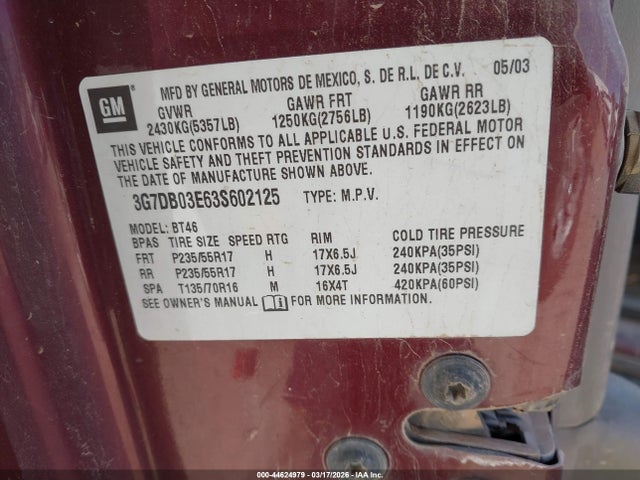 MFD BY GENERAL MOTORS DE MEXICO, S. DE R.L. DE C.V. 05/03
GM
GVWR GAWR FRT GAWR RR
2430KG(5357LB) 1250KG(2756LB) 1190KG(2623LB)
THIS VEHICLE CONFORMS TO ALL APPLICABLE U.S. FEDERAL MOTOR
VEHICLE SAFETY AND THEFT PREVENTION STANDARDS IN EFFECT ON
THE DATE OF MANUFACTURE SHOWN ABOVE.
3G7DB03E63S602125 TYPE: M.P.V.
MODEL: BT46
BPAS TIRE SIZE SPEED RTG RIM COLD TIRE PRESSURE
FRT P235/55R17 H 17X6.5J 240KPA(35PSI)
RR P235/55R17 H 17X6.5J 240KPA(35PSI)
SPA T135/70R16 M 16X4T 420KPA(60PSI)
SEE OWNER'S MANUAL FOR MORE INFORMATION.
000-44624979 | 03/17/2026 | Copyright © IAA, LLC